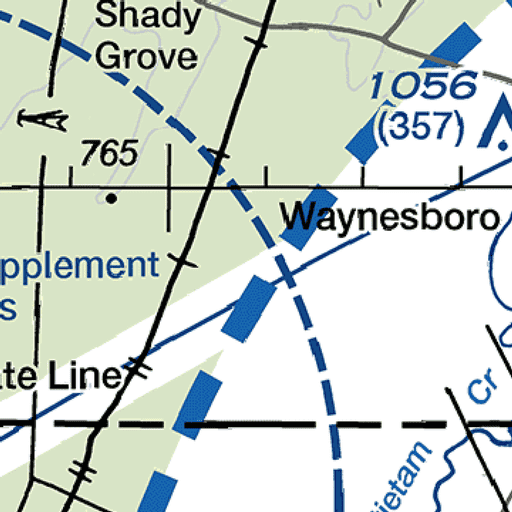 Shady
Grove
1056
(357)
765
Waynesboro
pplement
s
ate Line
Cr
ietam